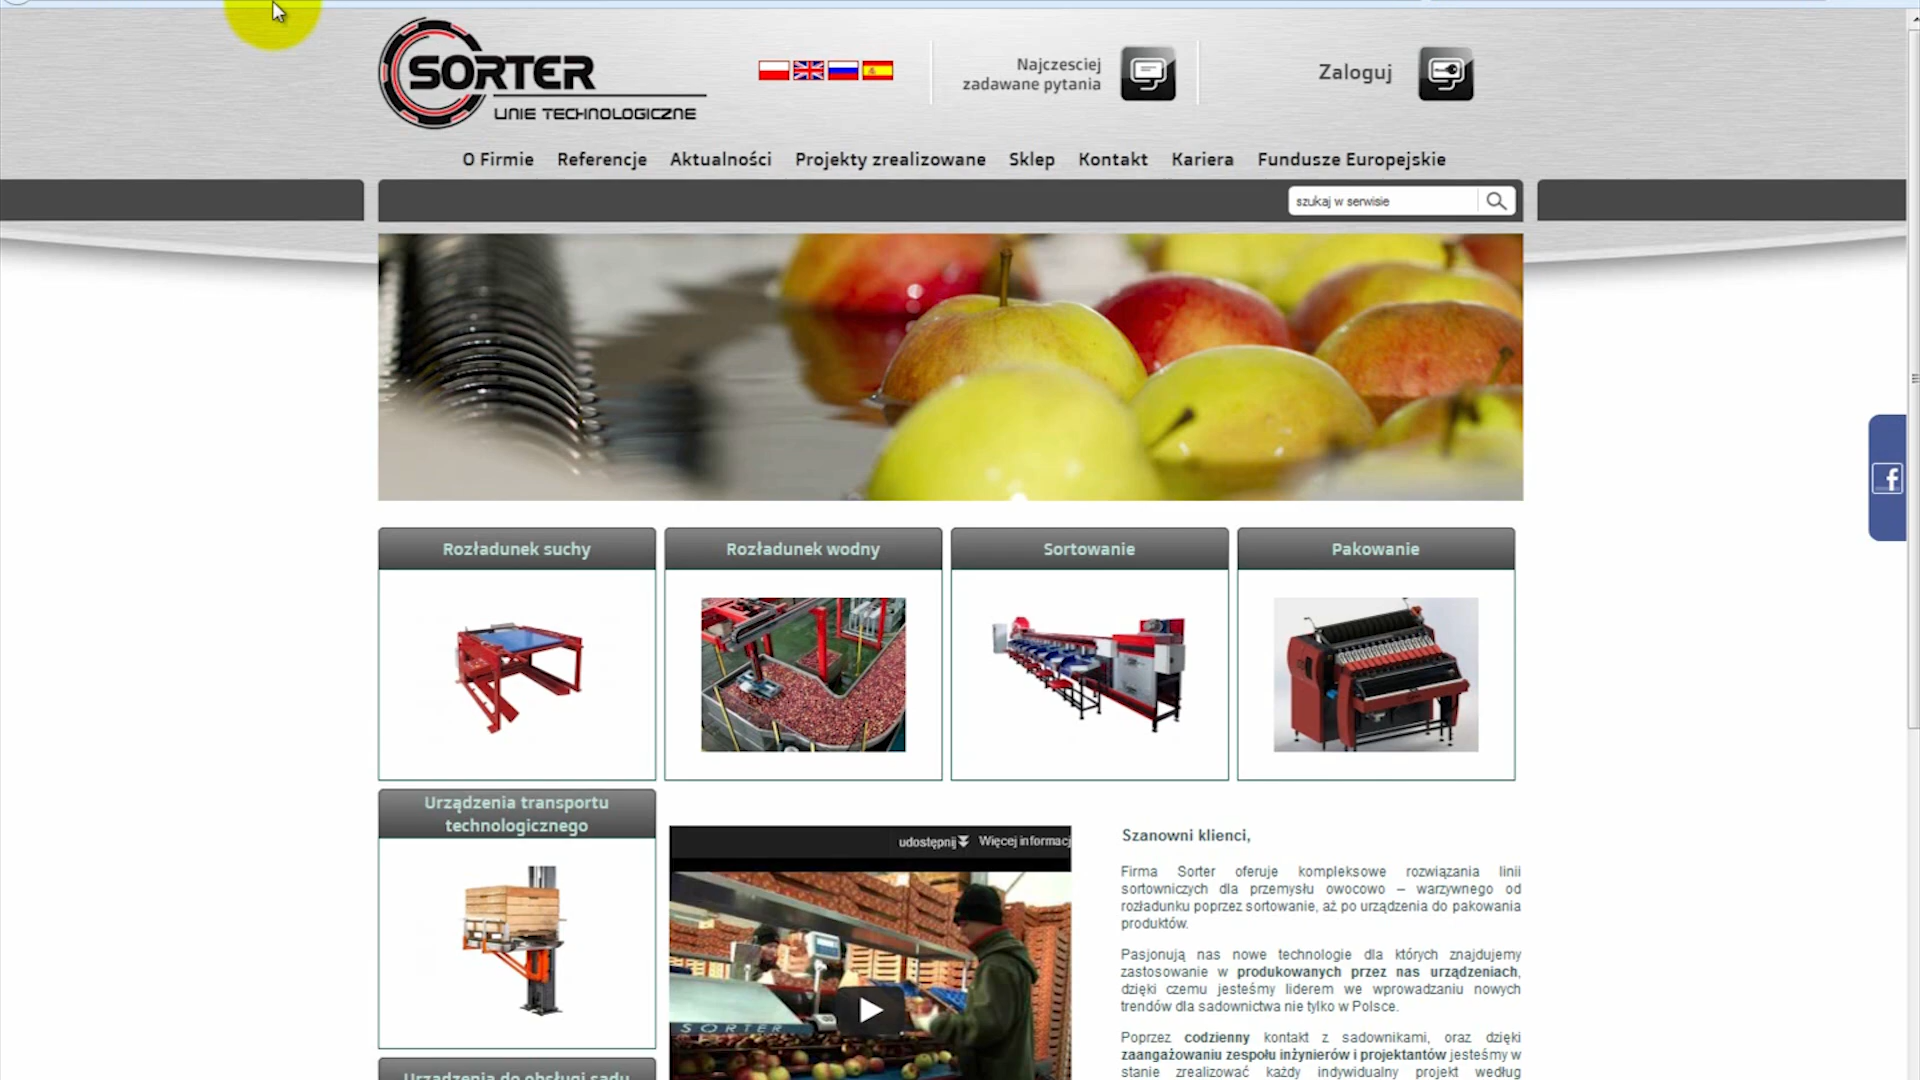 SORTER
LINIE TECHNOLOGICZNE
Najczesciej
zadawane pytania
Zaloguj
O Firmie Referencje Aktualności Projekty zrealizowane Sklep Kontakt Kariera Fundusze Europejskie
szukaj w serwisie
Rozładunek suchy
Rozładunek wodny
Sortowanie
Pakowanie
Urządzenia transportu
technologicznego
udostępnij Więcej informacj
SORTER
Szanowni klienci,
Firma Sorter oferuje kompleksowe rozwiązania linii
sortowniczych dla przemysłu owocowo – warzywnego od
rozładunku poprzez sortowanie, aż po urządzenia do pakowania
produktów.
Pasjonują nas nowe technologie dla których znajdujemy
zastosowanie w produkowanych przez nas urządzeniach,
dzięki czemu jesteśmy liderem we wprowadzaniu nowych
trendów dla sadownictwa nie tylko w Polsce.
Poprzez codzienny kontakt z sadownikami, oraz dzięki
zaangażowaniu zespołu inżynierów i projektantów jesteśmy w
stanie zrealizować każdy indywidualny projekt według
Urządzenia do obsługi sadu